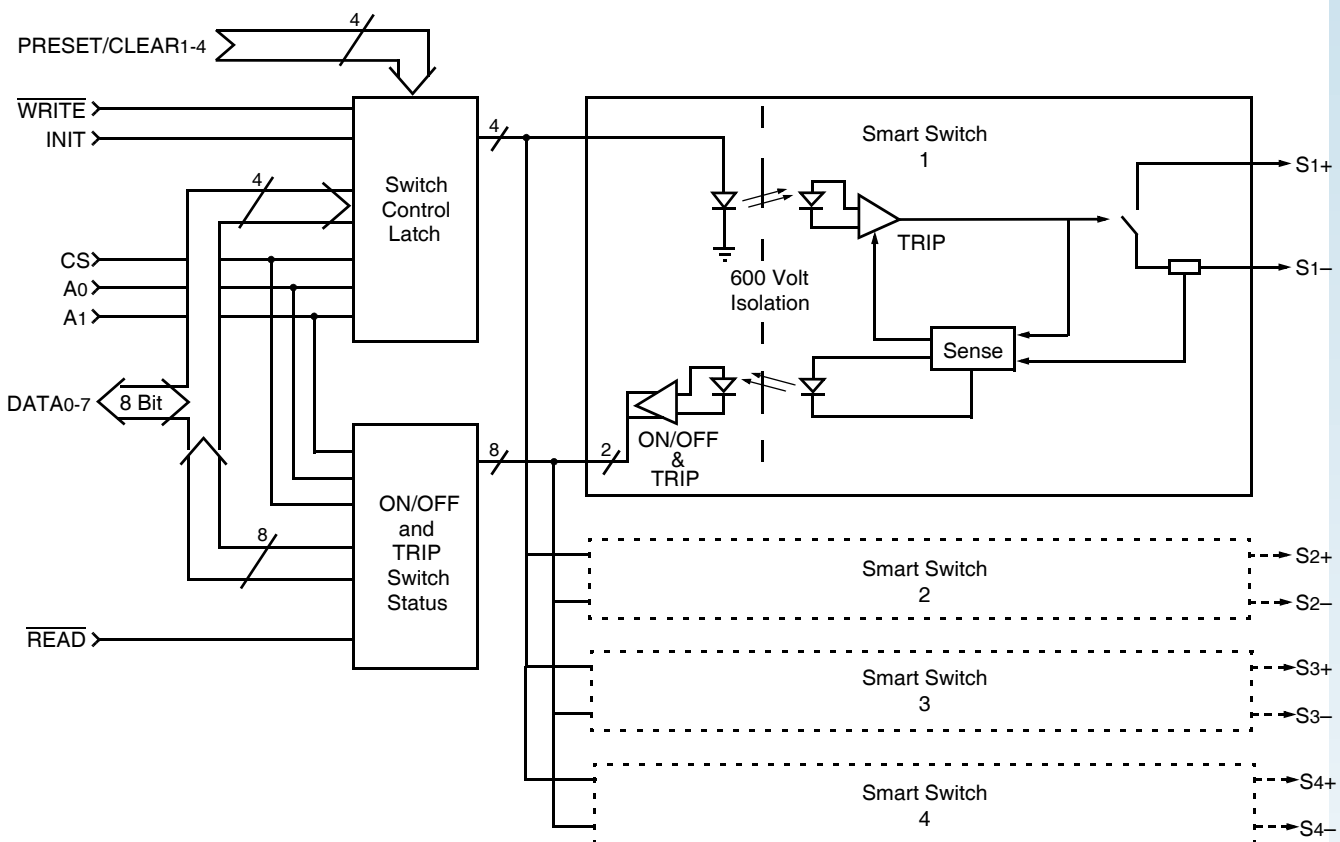 4
PRESET/CLEAR1-4
WRITE
INIT
4
Switch
Control
Latch
CS
A0
A1
DATA0-7
8 Bit
4
8
ON/OFF
and
TRIP
Switch
Status
8
READ
Smart Switch
1
TRIP
600 Volt
Isolation
Sense
2
ON/OFF
&
TRIP
S1+
S1–
Smart Switch
2
S2+
S2–
Smart Switch
3
S3+
S3–
Smart Switch
4
S4+
S4–